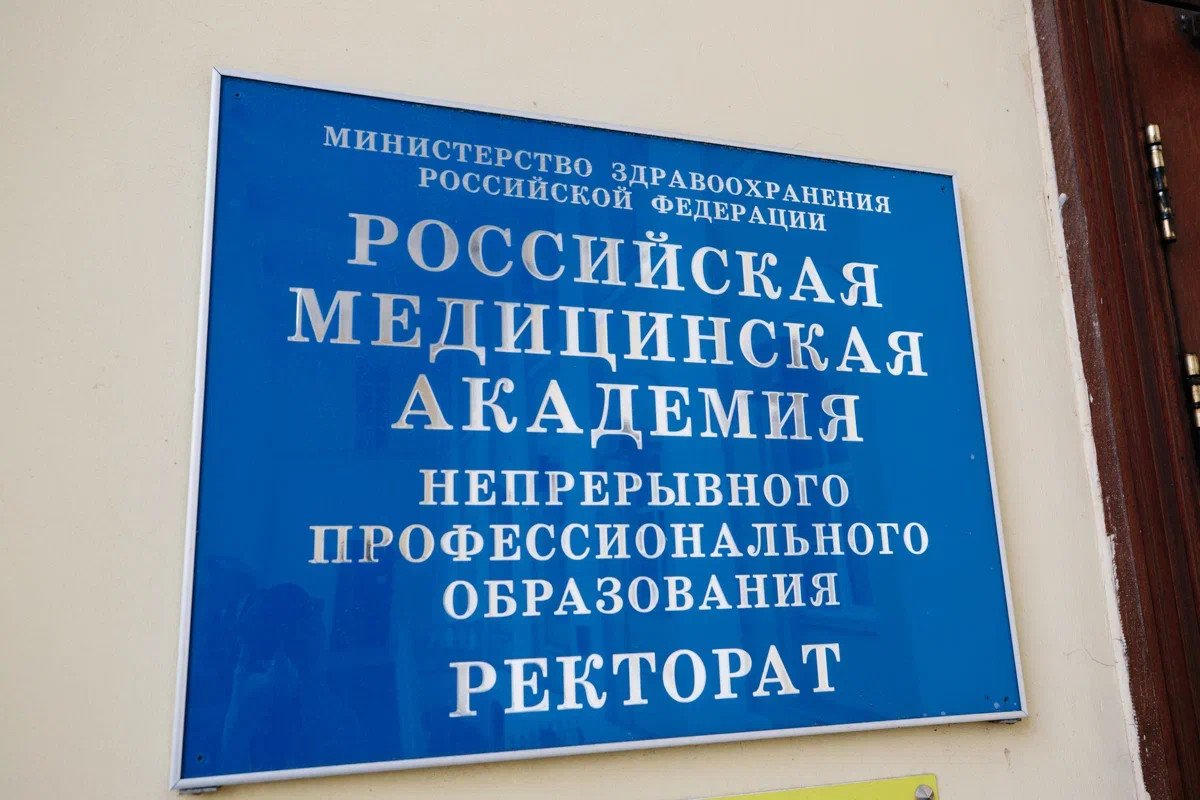 МИНИСТЕРСТВО ЗДРАВООХРАНЕНИЯ
РОССИЙСКОЙ ФЕДЕРАЦИИ
РОССИЙСКАЯ
МЕДИЦИНСКАЯ
АКАДЕМИЯ
НЕПРЕРЫВНОГО
ПРОФЕССИОНАЛЬНОГО
ОБРАЗОВАНИЯ
РЕКТОРАТ